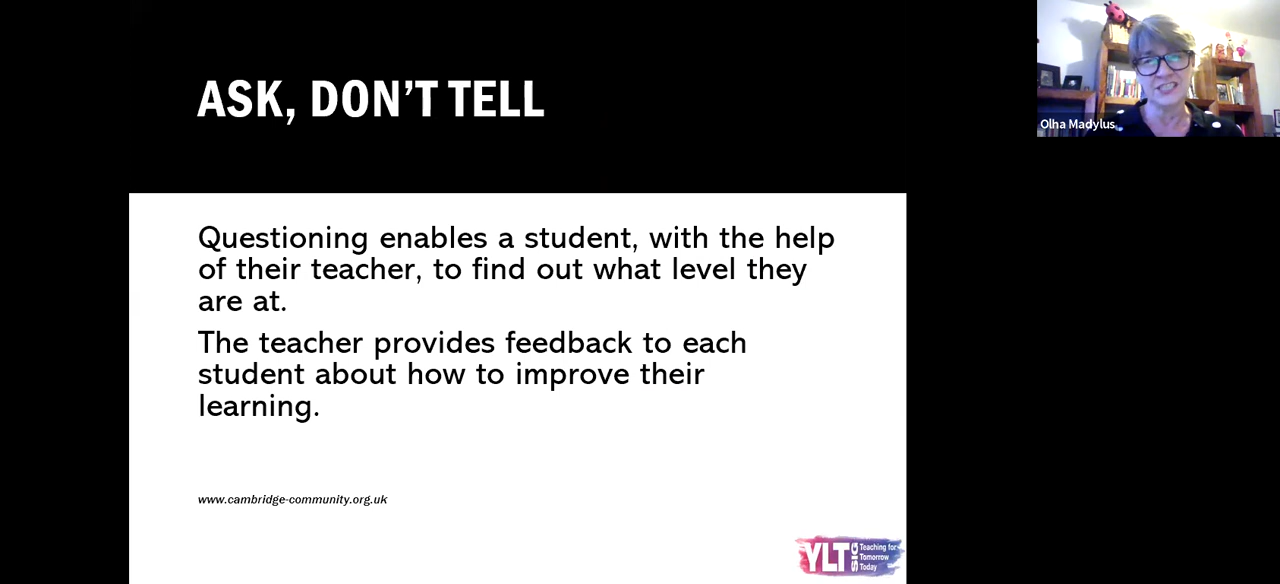 ASK, DON'T TELL
Olha Madylus
Questioning enables a student, with the help
of their teacher, to find out what level they
are at.
The teacher provides feedback to each
student about how to improve their
learning.
www.cambridge-community.org.uk
YLT SIG Teaching for
Tomorrow
Today